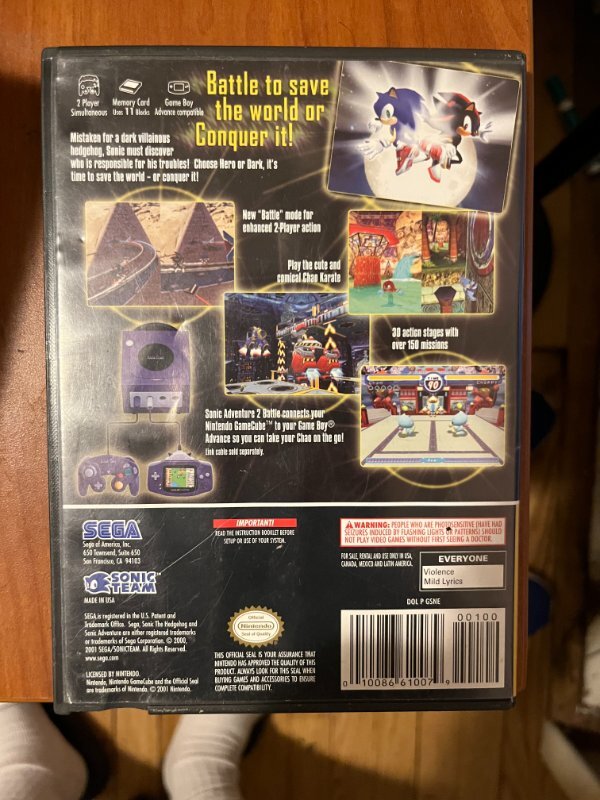 Battle to save
the world or
Conquer it!
2 Player
Simultaneous
Memory Card
Uses 11 Blocks
Game Boy
Advance compatible
Mistaken for a dark villainous
hedgehog, Sonic must discover
who is responsible for his troubles! Choose Hero or Dark, it's
time to save the world - or conquer it!
New "Battle" mode for
enhanced 2-Player action
Play the cute and
comical Chao Karate
30 action stages with
over 150 missions
90
Sonic Adventure 2 Battle connects your
Nintendo GameCube™ to your Game Boy®
Advance so you can take your Chao on the go!
Link cable sold separately.
SEGA
Sega of America, Inc.
650 Townsend, Suite 650
San Francisco, CA 94103
SONIC
TEAM
MADE IN USA
SEGA is registered in the U.S. Patent and
Trademark Office. Sega, Sonic The Hedgehog and
Sonic Adventure are either registered trademarks
or trademarks of Sega Corporation. © 2000,
2001 SEGA/SONICTEAM. All Rights Reserved.
www.sega.com
LICENSED BY NINTENDO.
Nintendo, Nintendo GameCube and the Official Seal
are trademarks of Nintendo. © 2001 Nintendo.
IMPORTANT!
READ THE INSTRUCTION BOOKLET BEFORE
SETUP OR USE OF YOUR SYSTEM.
Official
Nintendo
Seal of Quality
THIS OFFICIAL SEAL IS YOUR ASSURANCE THAT
NINTENDO HAS APPROVED THE QUALITY OF THIS
PRODUCT. ALWAYS LOOK FOR THIS SEAL WHEN
BUYING GAMES AND ACCESSORIES TO ENSURE
COMPLETE COMPATIBILITY.
WARNING: PEOPLE WHO ARE PHOTOSENSITIVE (HAVE HAD
SEIZURES INDUCED BY FLASHING LIGHTS OR PATTERNS) SHOULD
NOT PLAY VIDEO GAMES WITHOUT FIRST SEEING A DOCTOR.
FOR SALE, RENTAL AND USE ONLY IN USA,
CANADA, MEXICO AND LATIN AMERICA.
EVERYONE
Violence
Mild Lyrics
DOL P GSNE
00100
0 10086 61007 9